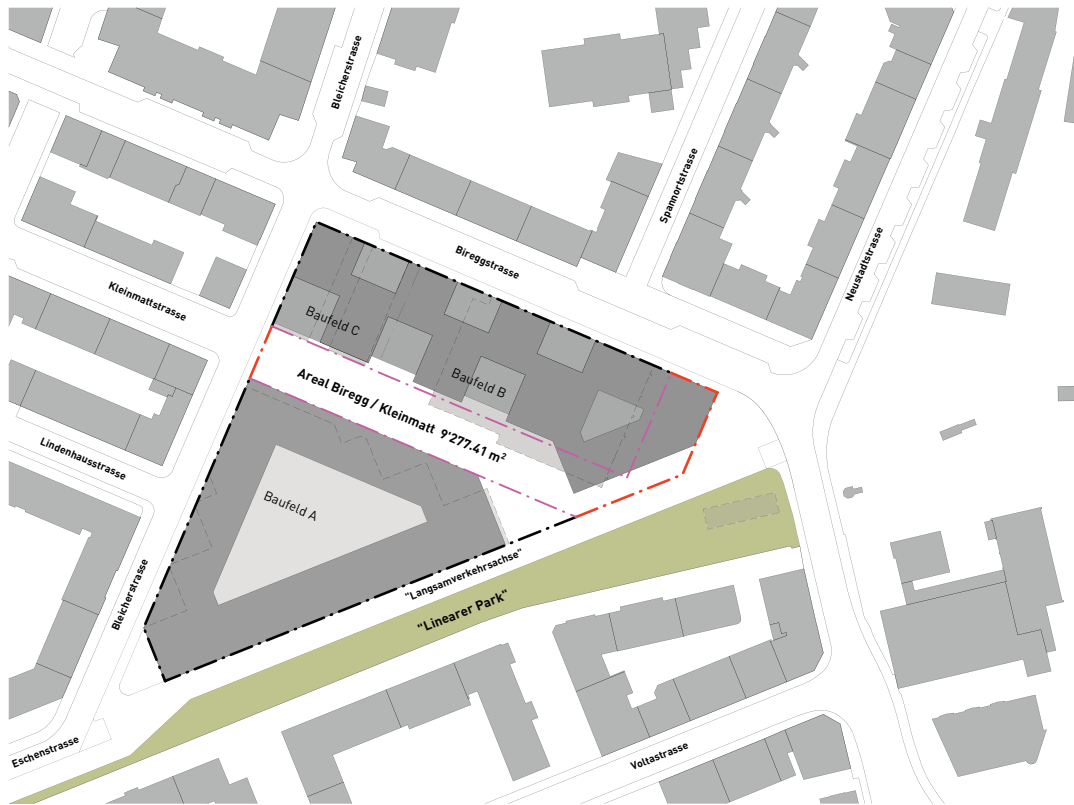 Bleicherstrasse
Spannortstrasse
Bireggstrasse
Neustadtstrasse
Kleinmattstrasse
Baufeld C
Baufeld B
Areal Biregg / Kleinmatt 9'277.41 m²
Lindenhausstrasse
Baufeld A
Bleicherstrasse
"Langsamverkehrsachse"
"Linearer Park"
Eschenstrasse
Voltastrasse